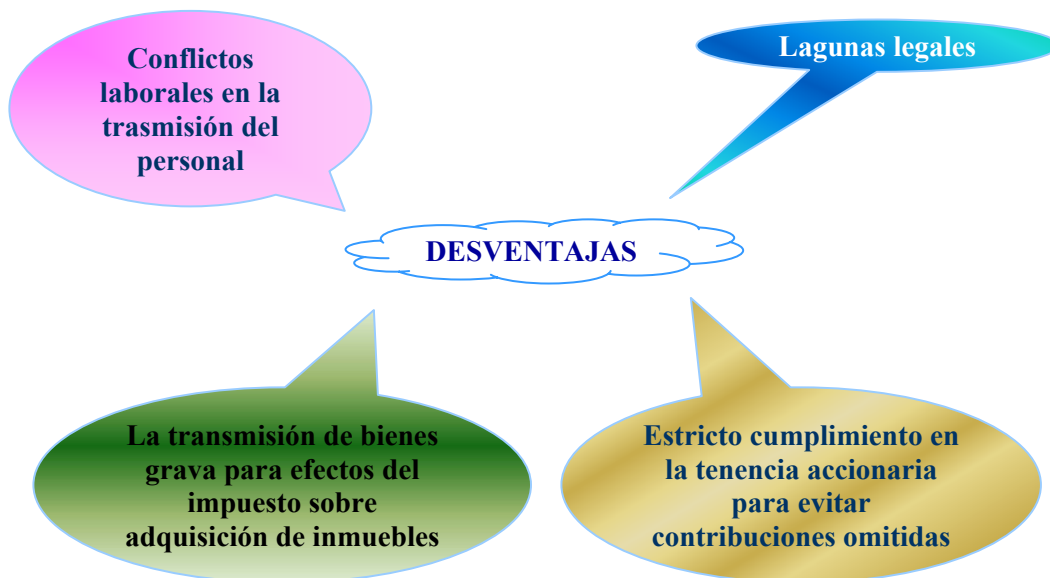 Conflictos
laborales en la
trasmisión del
personal
Lagunas legales
DESVENTAJAS
La transmisión de bienes
grava para efectos del
impuesto sobre
adquisición de inmuebles
Estricto cumplimiento en
la tenencia accionaria
para evitar
contribuciones omitidas